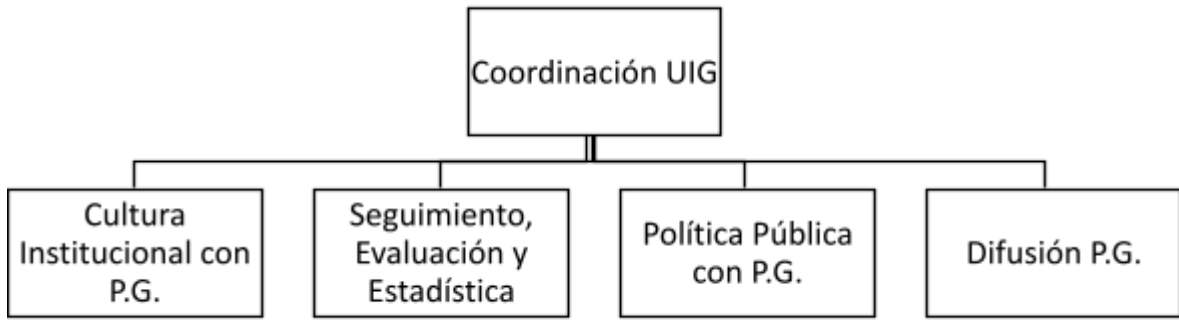 Coordinación UIG
Cultura
Institucional con
P.G.
Seguimiento,
Evaluación y
Estadística
Política Pública
con P.G.
Difusión P.G.